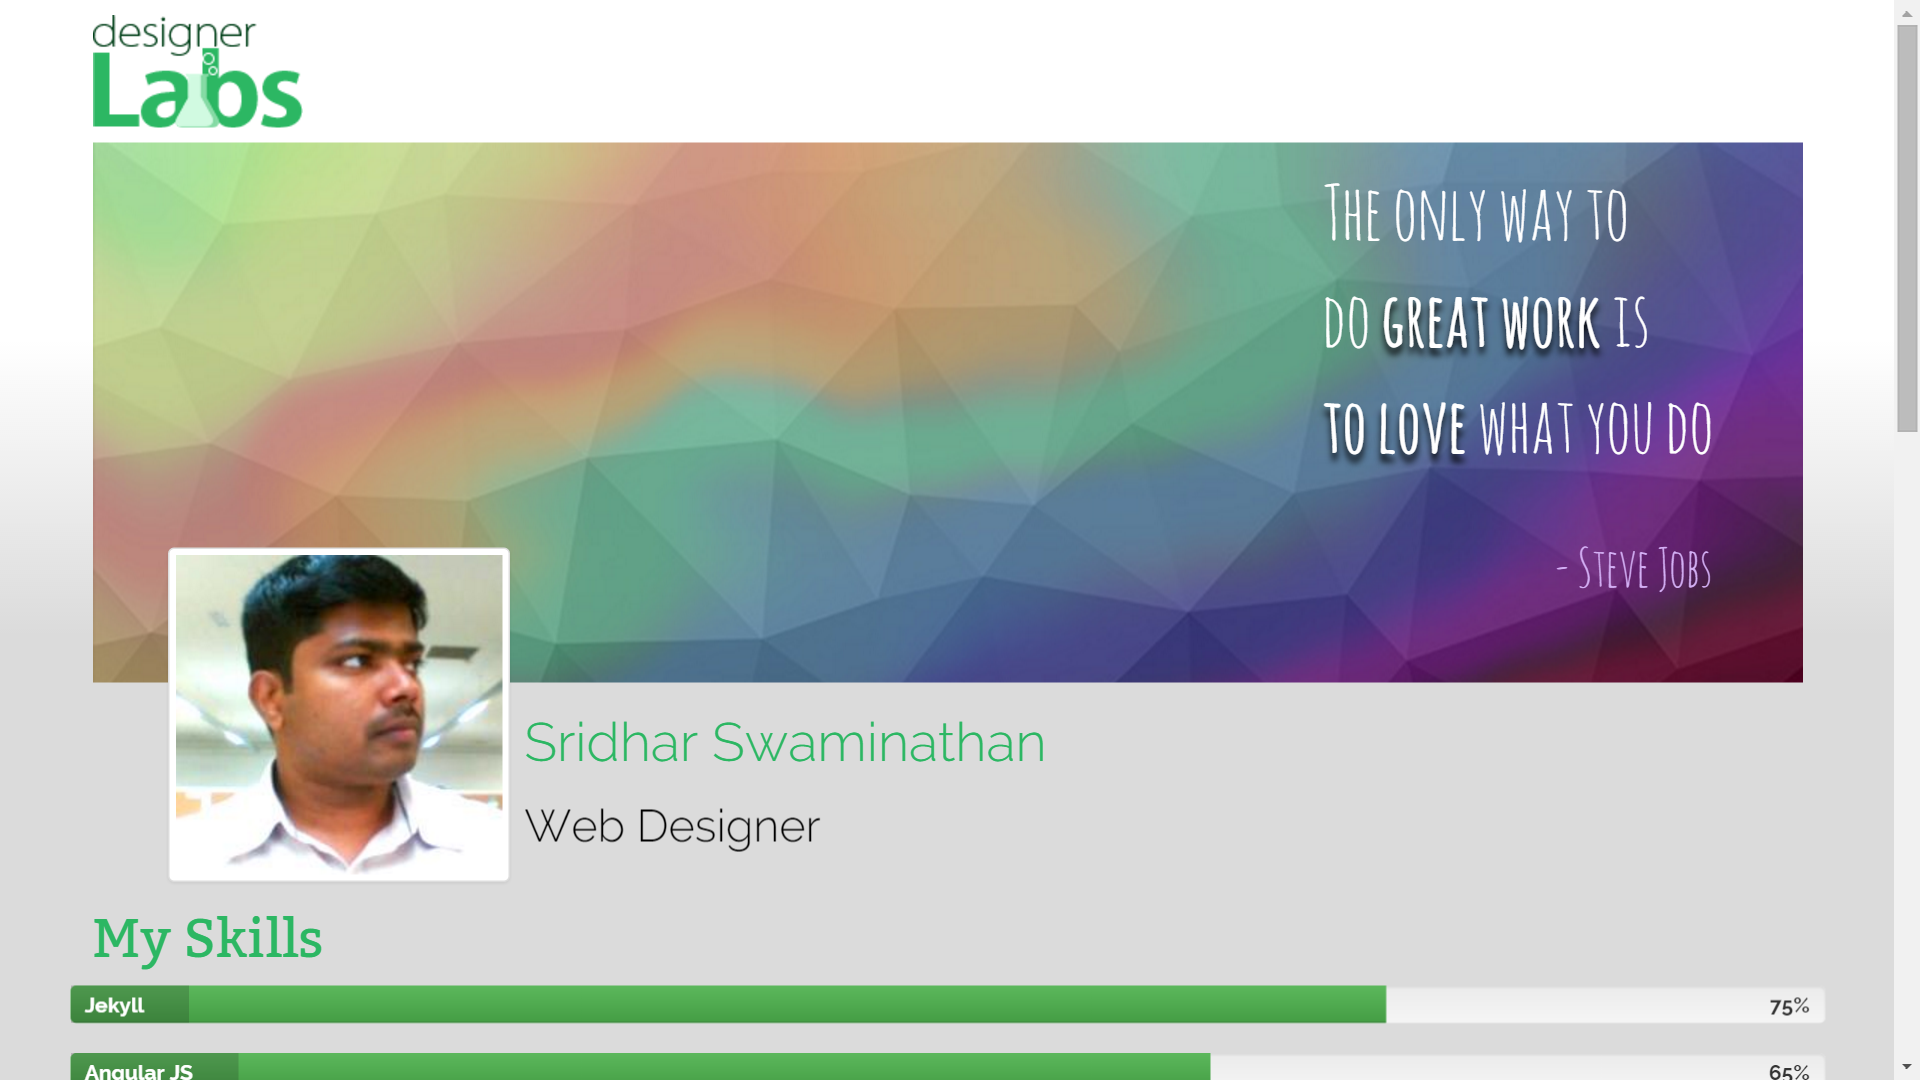 designer
Labs
The only way to
do great work is
to love what you do
- Steve Jobs
Sridhar Swaminathan
Web Designer
My Skills
Jekyll 75%
Angular JS 65%